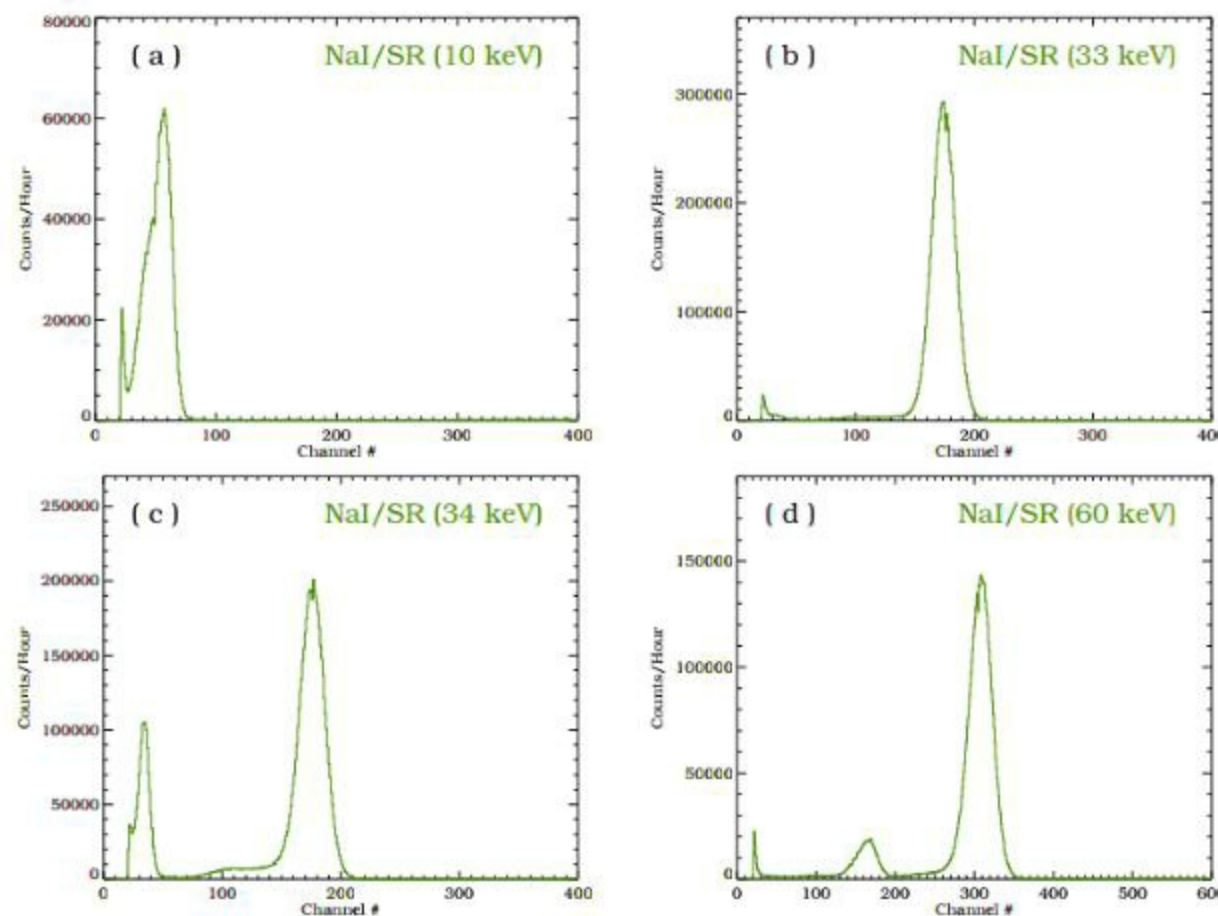 ( a ) NaI/SR (10 keV)
80000
60000
40000
20000
0
Counts/Hour
0 100 200 300 400
Channel #
( b ) NaI/SR (33 keV)
300000
200000
100000
0
Counts/Hour
0 100 200 300 400
Channel #
( c ) NaI/SR (34 keV)
250000
200000
150000
100000
50000
0
Counts/Hour
0 100 200 300 400
Channel #
( d ) NaI/SR (60 keV)
150000
100000
50000
0
Counts/Hour
0 100 200 300 400 500 600
Channel #